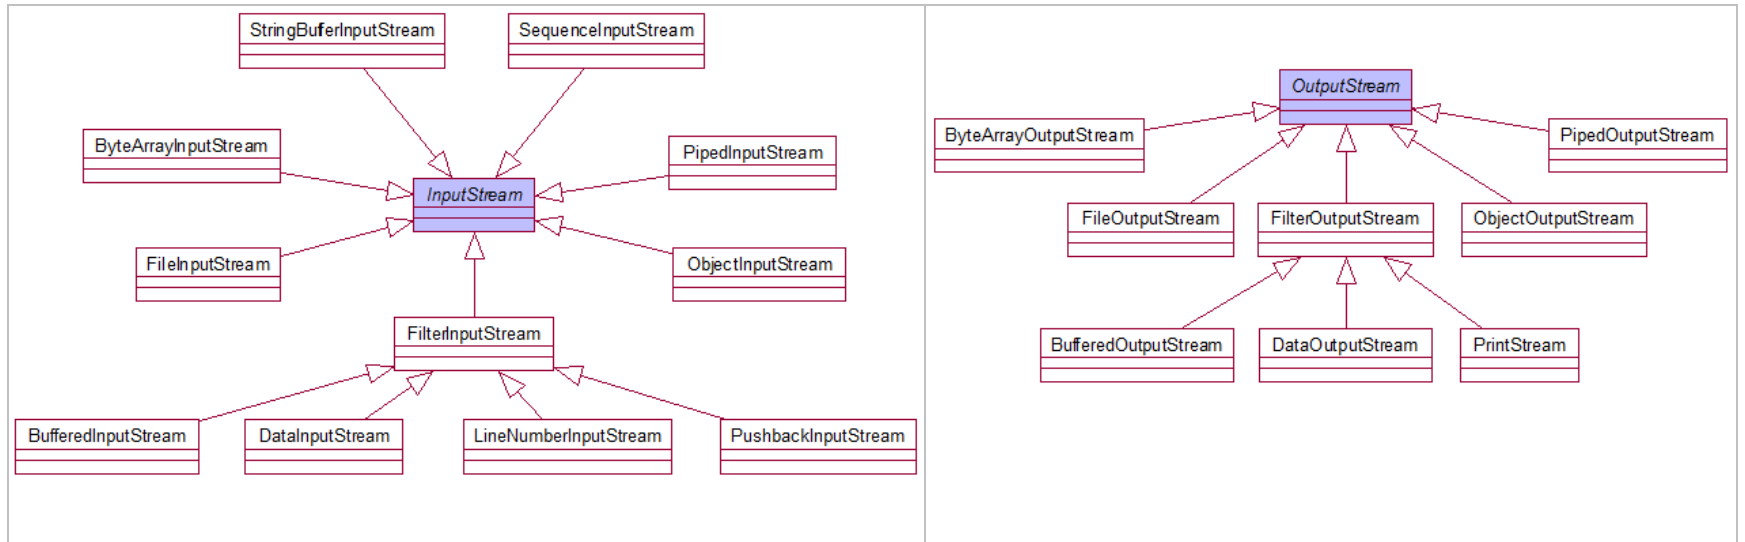 StringBufferInputStream
SequenceInputStream
ByteArrayInputStream
PipedInputStream
InputStream
FileInputStream
ObjectInputStream
FilterInputStream
BufferedInputStream
DataInputStream
LineNumberInputStream
PushbackInputStream
OutputStream
ByteArrayOutputStream
PipedOutputStream
FileOutputStream
FilterOutputStream
ObjectOutputStream
BufferedOutputStream
DataOutputStream
PrintStream